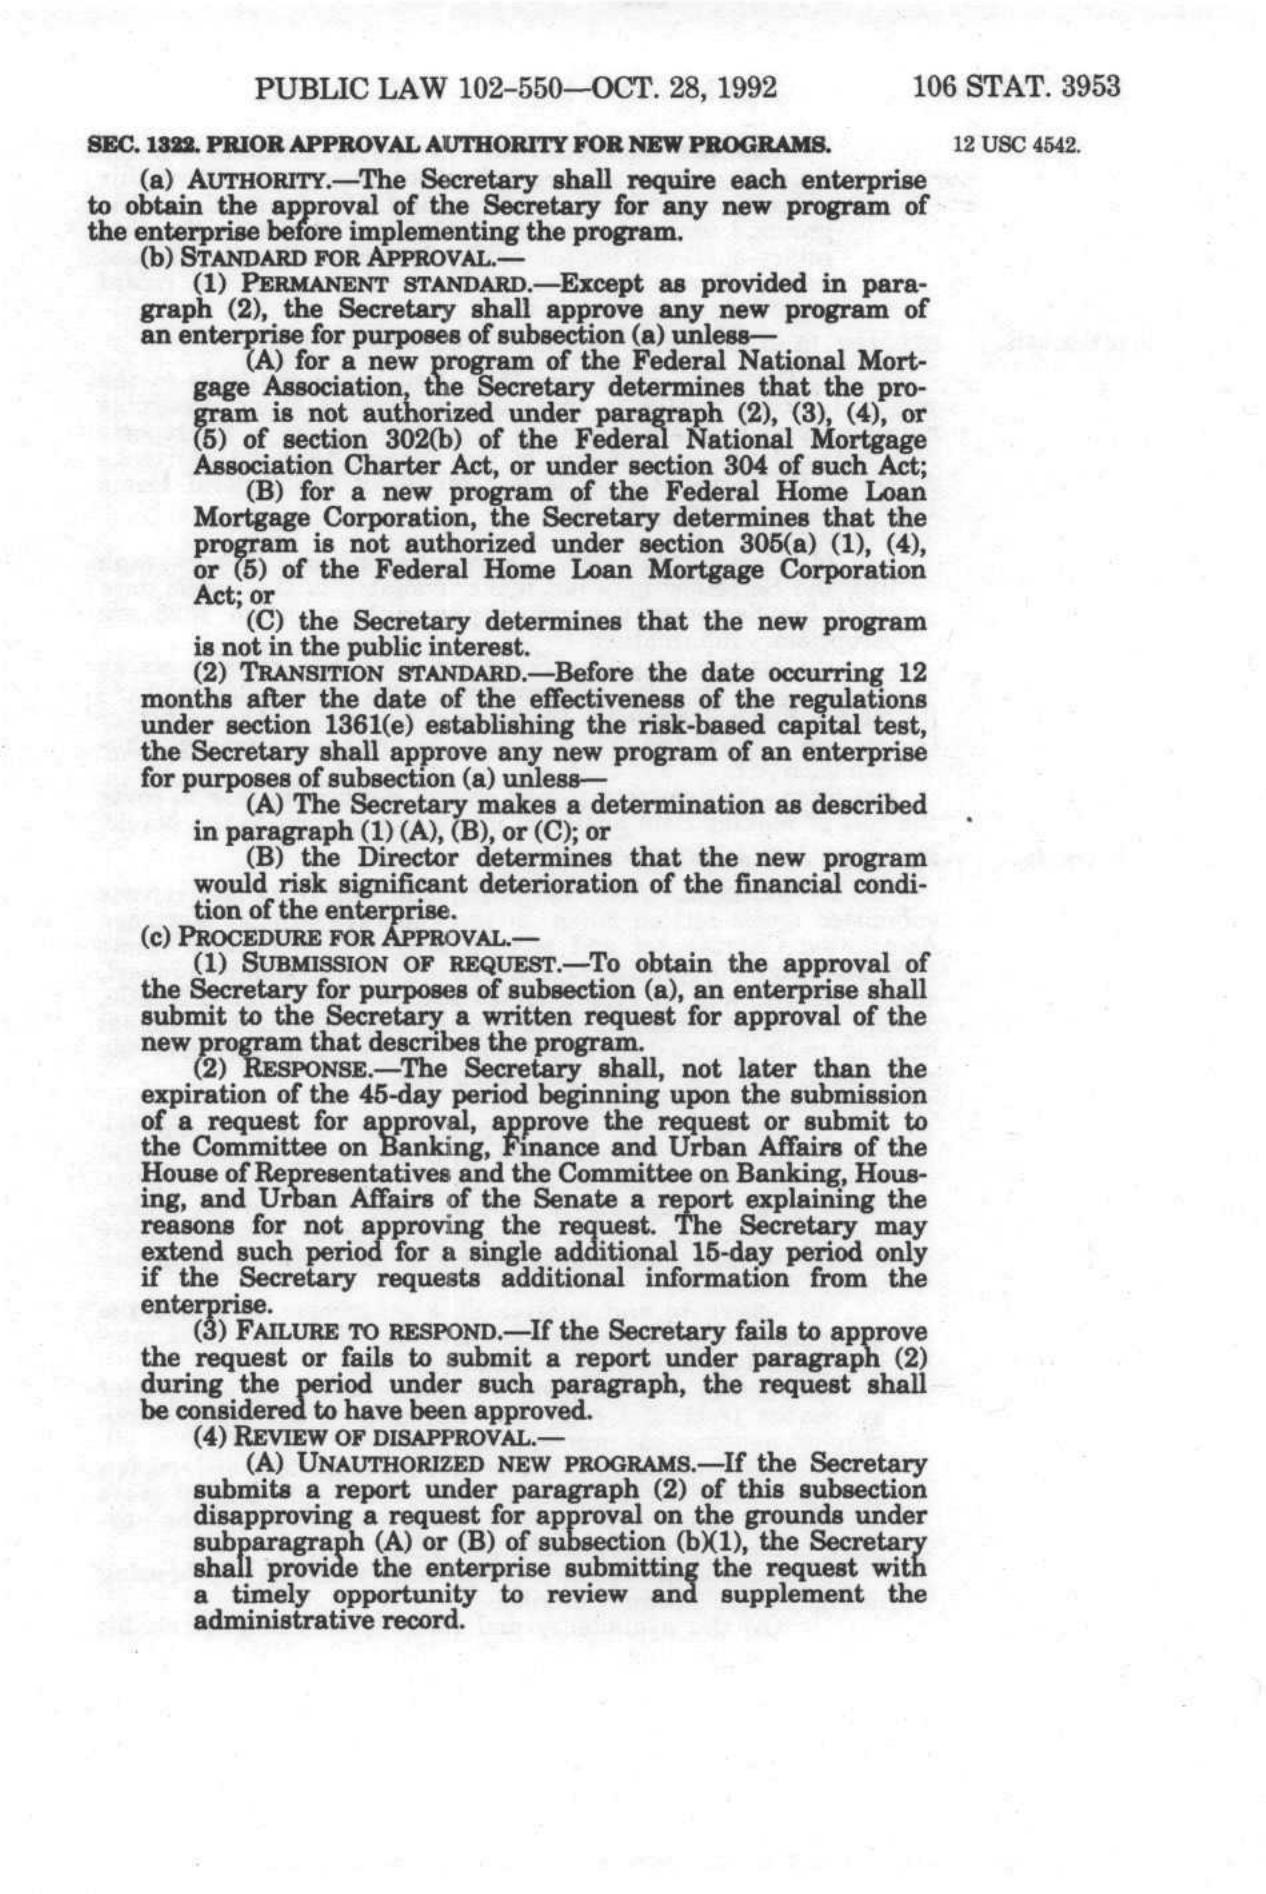 PUBLIC LAW 102–550—OCT. 28, 1992 106 STAT. 3953
SEC. 1322. PRIOR APPROVAL AUTHORITY FOR NEW PROGRAMS. 12 USC 4542.
(a) AUTHORITY.—The Secretary shall require each enterprise
to obtain the approval of the Secretary for any new program of
the enterprise before implementing the program.
(b) STANDARD FOR APPROVAL.—
(1) PERMANENT STANDARD.—Except as provided in para-
graph (2), the Secretary shall approve any new program of
an enterprise for purposes of subsection (a) unless—
(A) for a new program of the Federal National Mort-
gage Association, the Secretary determines that the pro-
gram is not authorized under paragraph (2), (3), (4), or
(5) of section 302(b) of the Federal National Mortgage
Association Charter Act, or under section 304 of such Act;
(B) for a new program of the Federal Home Loan
Mortgage Corporation, the Secretary determines that the
program is not authorized under section 305(a) (1), (4),
or (5) of the Federal Home Loan Mortgage Corporation
Act; or
(C) the Secretary determines that the new program
is not in the public interest.
(2) TRANSITION STANDARD.—Before the date occurring 12
months after the date of the effectiveness of the regulations
under section 1361(e) establishing the risk-based capital test,
the Secretary shall approve any new program of an enterprise
for purposes of subsection (a) unless—
(A) The Secretary makes a determination as described
in paragraph (1) (A), (B), or (C); or
(B) the Director determines that the new program
would risk significant deterioration of the financial condi-
tion of the enterprise.
(c) PROCEDURE FOR APPROVAL.—
(1) SUBMISSION OF REQUEST.—To obtain the approval of
the Secretary for purposes of subsection (a), an enterprise shall
submit to the Secretary a written request for approval of the
new program that describes the program.
(2) RESPONSE.—The Secretary shall, not later than the
expiration of the 45-day period beginning upon the submission
of a request for approval, approve the request or submit to
the Committee on Banking, Finance and Urban Affairs of the
House of Representatives and the Committee on Banking, Hous-
ing, and Urban Affairs of the Senate a report explaining the
reasons for not approving the request. The Secretary may
extend such period for a single additional 15-day period only
if the Secretary requests additional information from the
enterprise.
(3) FAILURE TO RESPOND.—If the Secretary fails to approve
the request or fails to submit a report under paragraph (2)
during the period under such paragraph, the request shall
be considered to have been approved.
(4) REVIEW OF DISAPPROVAL.—
(A) UNAUTHORIZED NEW PROGRAMS.—If the Secretary
submits a report under paragraph (2) of this subsection
disapproving a request for approval on the grounds under
subparagraph (A) or (B) of subsection (b)(1), the Secretary
shall provide the enterprise submitting the request with
a timely opportunity to review and supplement the
administrative record.